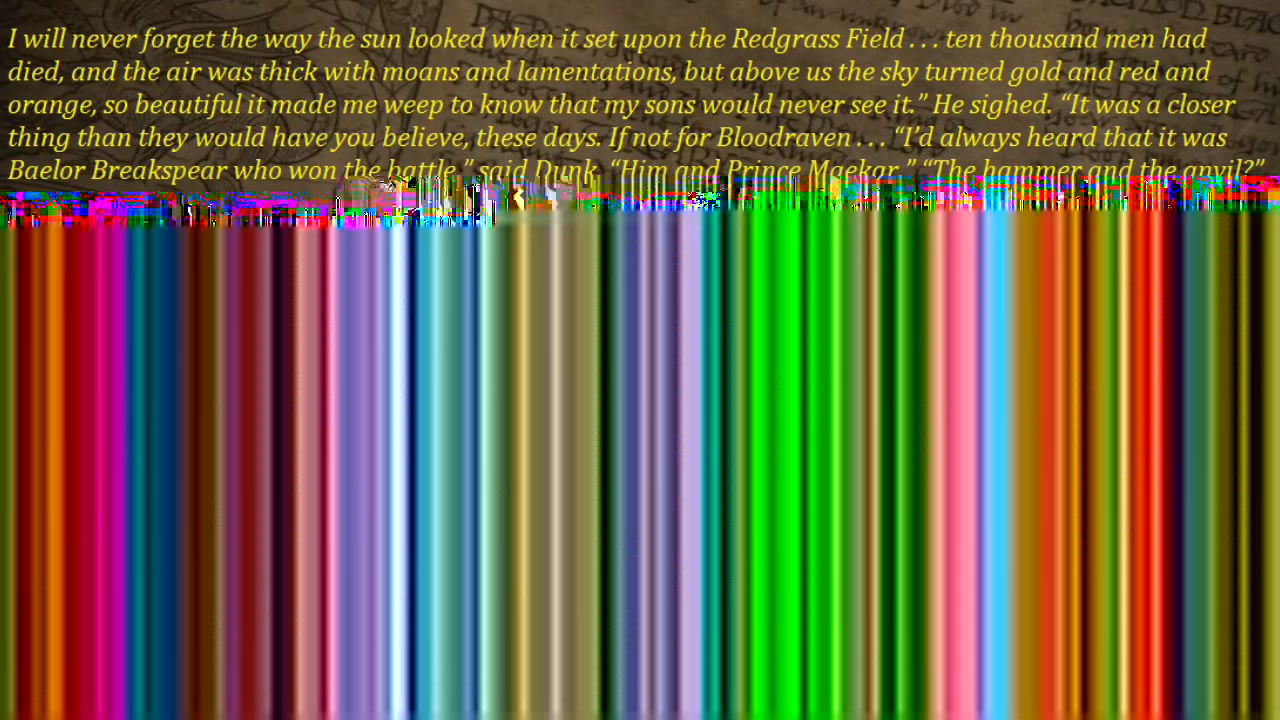 I will never forget the way the sun looked when it set upon the Redgrass Field . . . ten thousand men had
died, and the air was thick with moans and lamentations, but above us the sky turned gold and red and
orange, so beautiful it made me weep to know that my sons would never see it.” He sighed. “It was a closer
thing than they would have you believe, these days. If not for Bloodraven . . . “I’d always heard that it was
Baelor Breakspear who won the battle,” said Dunk. “Him and Prince Maekar.” “The hammer and the anvil?”